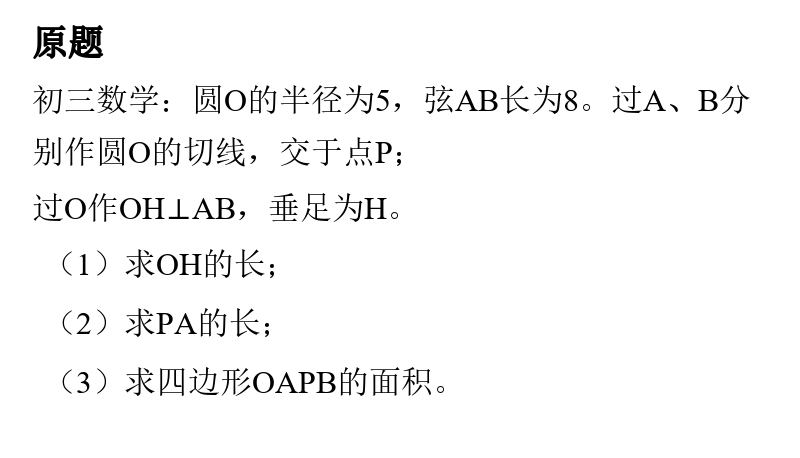 原题
初三数学：圆O的半径为5，弦AB长为8。过A、B分
别作圆O的切线，交于点P；
过O作OH⊥AB，垂足为H。
（1）求OH的长；
（2）求PA的长；
（3）求四边形OAPB的面积。